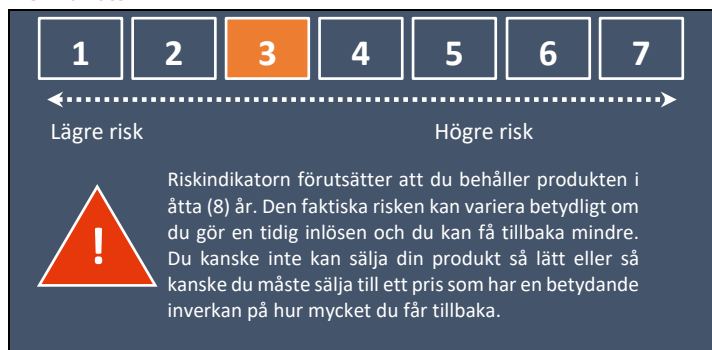 1 2 3 4 5 6 7
Lägre risk Högre risk
!
Riskindikatorn förutsätter att du behåller produkten i
åtta (8) år. Den faktiska risken kan variera betydligt om
du gör en tidig inlösen och du kan få tillbaka mindre.
Du kanske inte kan sälja din produkt så lätt eller så
kanske du måste sälja till ett pris som har en betydande
inverkan på hur mycket du får tillbaka.